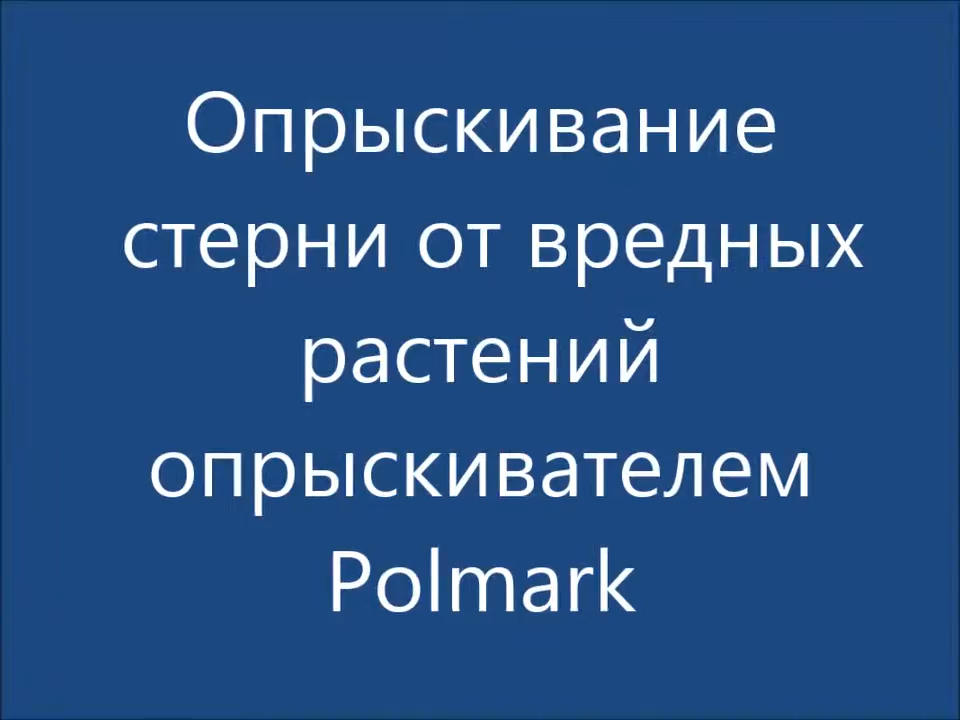 Опрыскивание
стерни от вредных
растений
опрыскивателем
Polmark